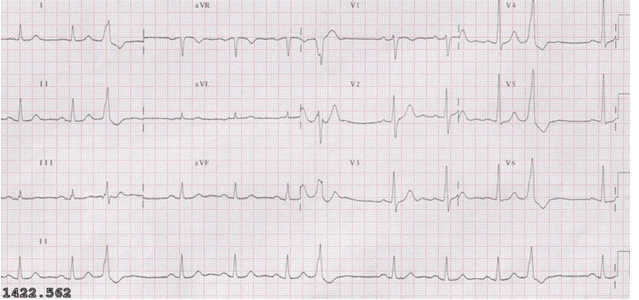 I aVR V1 V4
II aVL V2 V5
III aVF V3 V6
II
1422.562